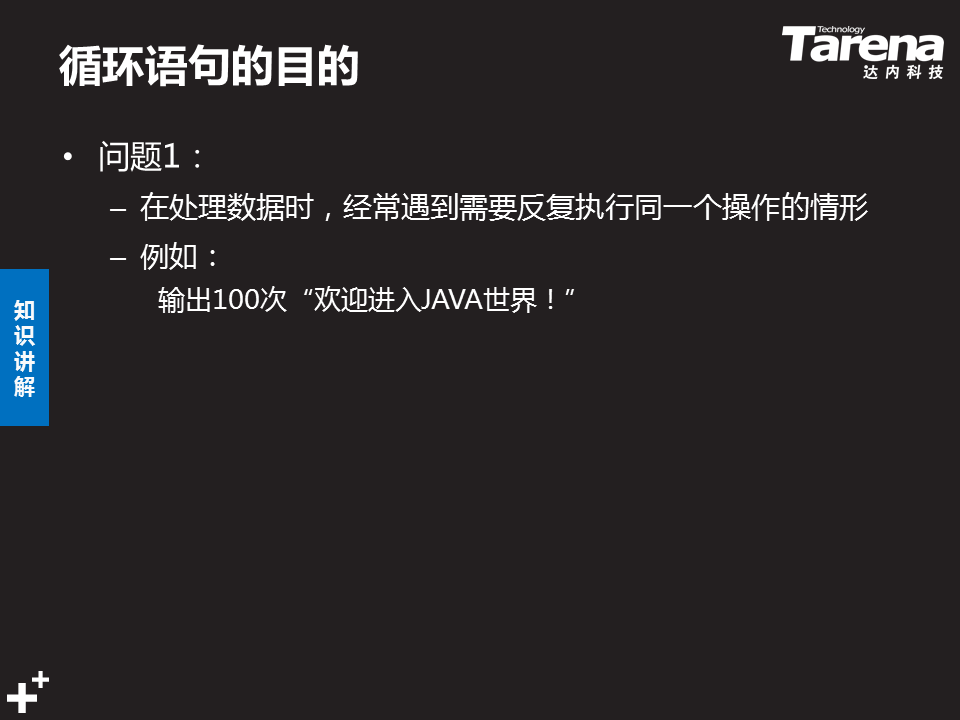 循环语句的目的
Technology
Tarena
达内科技
• 问题1：
– 在处理数据时，经常遇到需要反复执行同一个操作的情形
– 例如：
输出100次“欢迎进入JAVA世界！”
知
识
讲
解